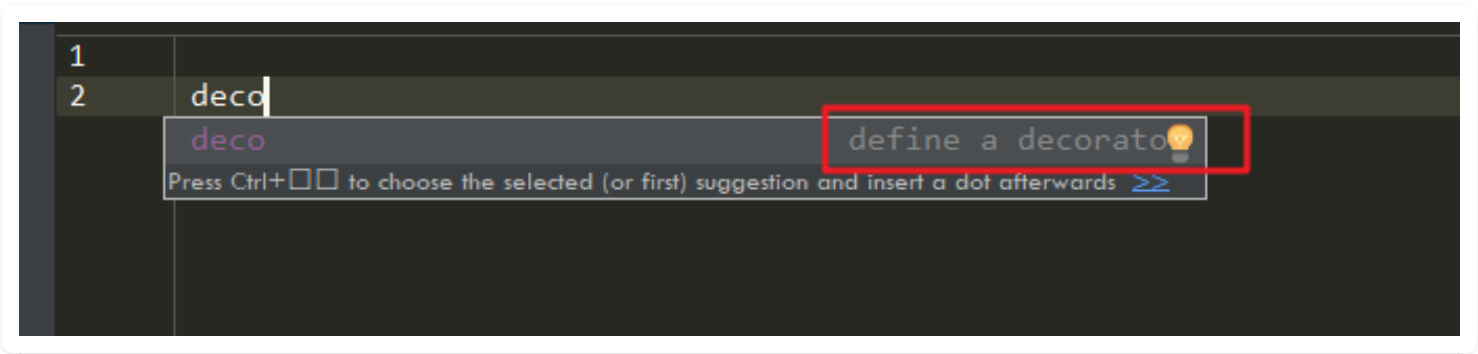 1
2 deco
deco define a decorato
Press Ctrl+□□ to choose the selected (or first) suggestion and insert a dot afterwards >>